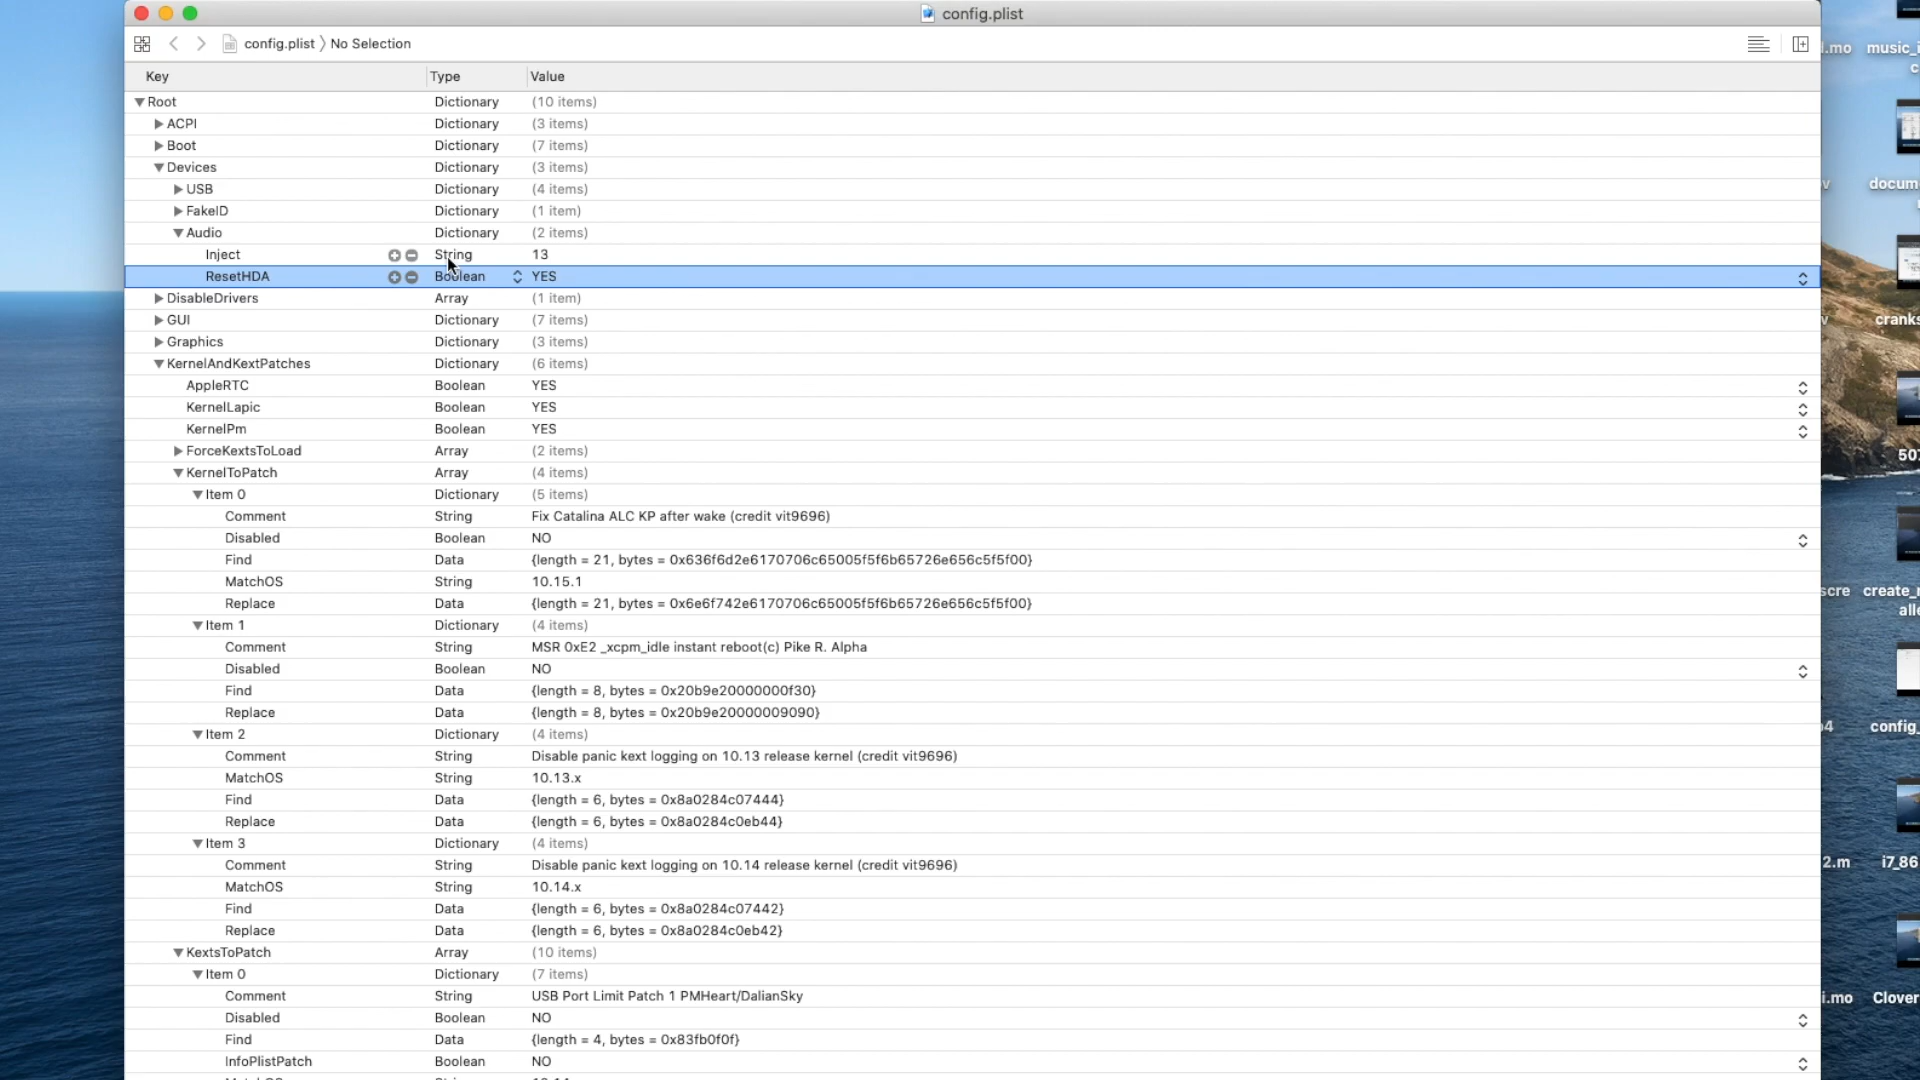 config.plist
config.plist 〉 No Selection
Key Type Value
Root Dictionary (10 items)
ACPI Dictionary (3 items)
Boot Dictionary (7 items)
Devices Dictionary (3 items)
USB Dictionary (4 items)
FakeID Dictionary (1 item)
Audio Dictionary (2 items)
Inject String 13
ResetHDA Boolean YES
DisableDrivers Array (1 item)
GUI Dictionary (7 items)
Graphics Dictionary (3 items)
KernelAndKextPatches Dictionary (6 items)
AppleRTC Boolean YES
KernelLapic Boolean YES
KernelPm Boolean YES
ForceKextsToLoad Array (2 items)
KernelToPatch Array (4 items)
Item 0 Dictionary (5 items)
Comment String Fix Catalina ALC KP after wake (credit vit9696)
Disabled Boolean NO
Find Data {length = 21, bytes = 0x636f6d2e6170706c65005f5f6b65726e656c5f5f00}
MatchOS String 10.15.1
Replace Data {length = 21, bytes = 0x6e6f742e6170706c65005f5f6b65726e656c5f5f00}
Item 1 Dictionary (4 items)
Comment String MSR 0xE2 _xcpm_idle instant reboot(c) Pike R. Alpha
Disabled Boolean NO
Find Data {length = 8, bytes = 0x20b9e20000000f30}
Replace Data {length = 8, bytes = 0x20b9e20000009090}
Item 2 Dictionary (4 items)
Comment String Disable panic kext logging on 10.13 release kernel (credit vit9696)
MatchOS String 10.13.x
Find Data {length = 6, bytes = 0x8a0284c07444}
Replace Data {length = 6, bytes = 0x8a0284c0eb44}
Item 3 Dictionary (4 items)
Comment String Disable panic kext logging on 10.14 release kernel (credit vit9696)
MatchOS String 10.14.x
Find Data {length = 6, bytes = 0x8a0284c07442}
Replace Data {length = 6, bytes = 0x8a0284c0eb42}
KextsToPatch Array (10 items)
Item 0 Dictionary (7 items)
Comment String USB Port Limit Patch 1 PMHeart/DalianSky
Disabled Boolean NO
Find Data {length = 4, bytes = 0x83fb0f0f}
InfoPlistPatch Boolean NO
.mo music_i
c
v docum
v cranks
507
scre create_
alle
config_
2.m i7_86
i.mo Clover